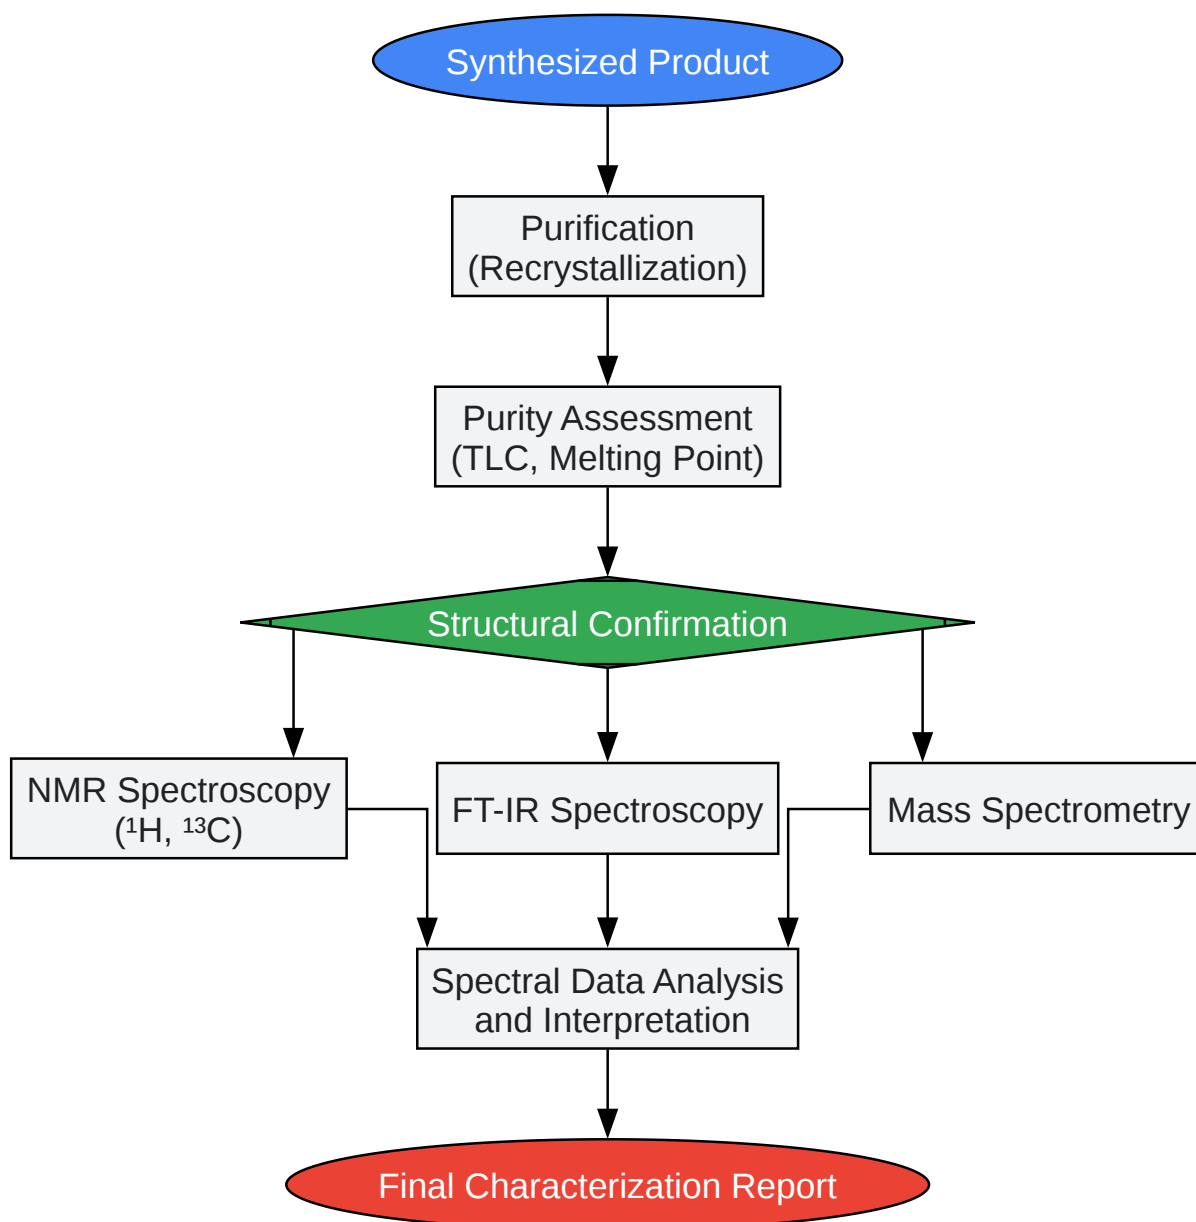 Synthesized Product
Purification
(Recrystallization)
Purity Assessment
(TLC, Melting Point)
Structural Confirmation
NMR Spectroscopy
(¹H, ¹³C)
FT-IR Spectroscopy
Mass Spectrometry
Spectral Data Analysis
and Interpretation
Final Characterization Report